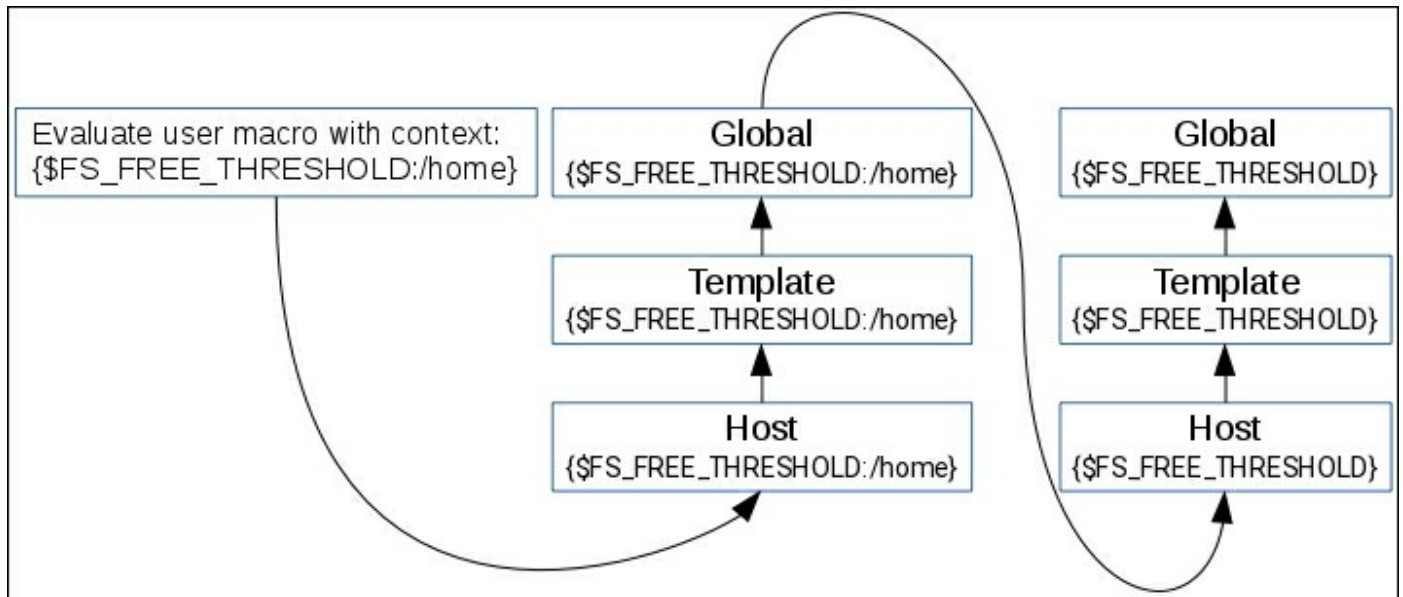 Evaluate user macro with context:
{$FS_FREE_THRESHOLD:/home}
Global
{$FS_FREE_THRESHOLD:/home}
Template
{$FS_FREE_THRESHOLD:/home}
Host
{$FS_FREE_THRESHOLD:/home}
Global
{$FS_FREE_THRESHOLD}
Template
{$FS_FREE_THRESHOLD}
Host
{$FS_FREE_THRESHOLD}